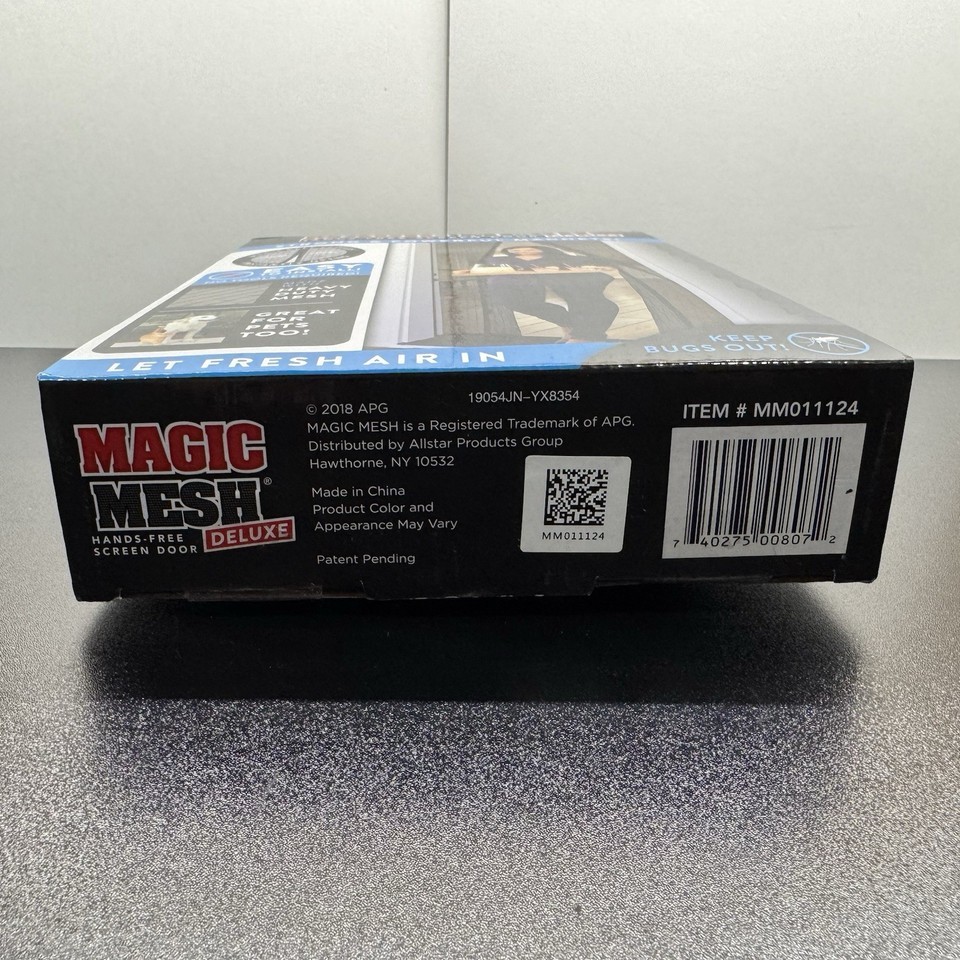 EASY
TO INSTALL!
NO TOOLS REQUIRED!
HEAVY
DUTY
MESH
GREAT
FOR
PETS
TOO!
KEEP
BUGS OUT!
LET FRESH AIR IN
MAGIC
MESH®
DELUXE
HANDS-FREE
SCREEN DOOR
© 2018 APG
19054JN-YX8354
MAGIC MESH is a Registered Trademark of APG.
Distributed by Allstar Products Group
Hawthorne, NY 10532
Made in China
Product Color and
Appearance May Vary
Patent Pending
MM011124
ITEM # MM011124
7 40275 00807 2